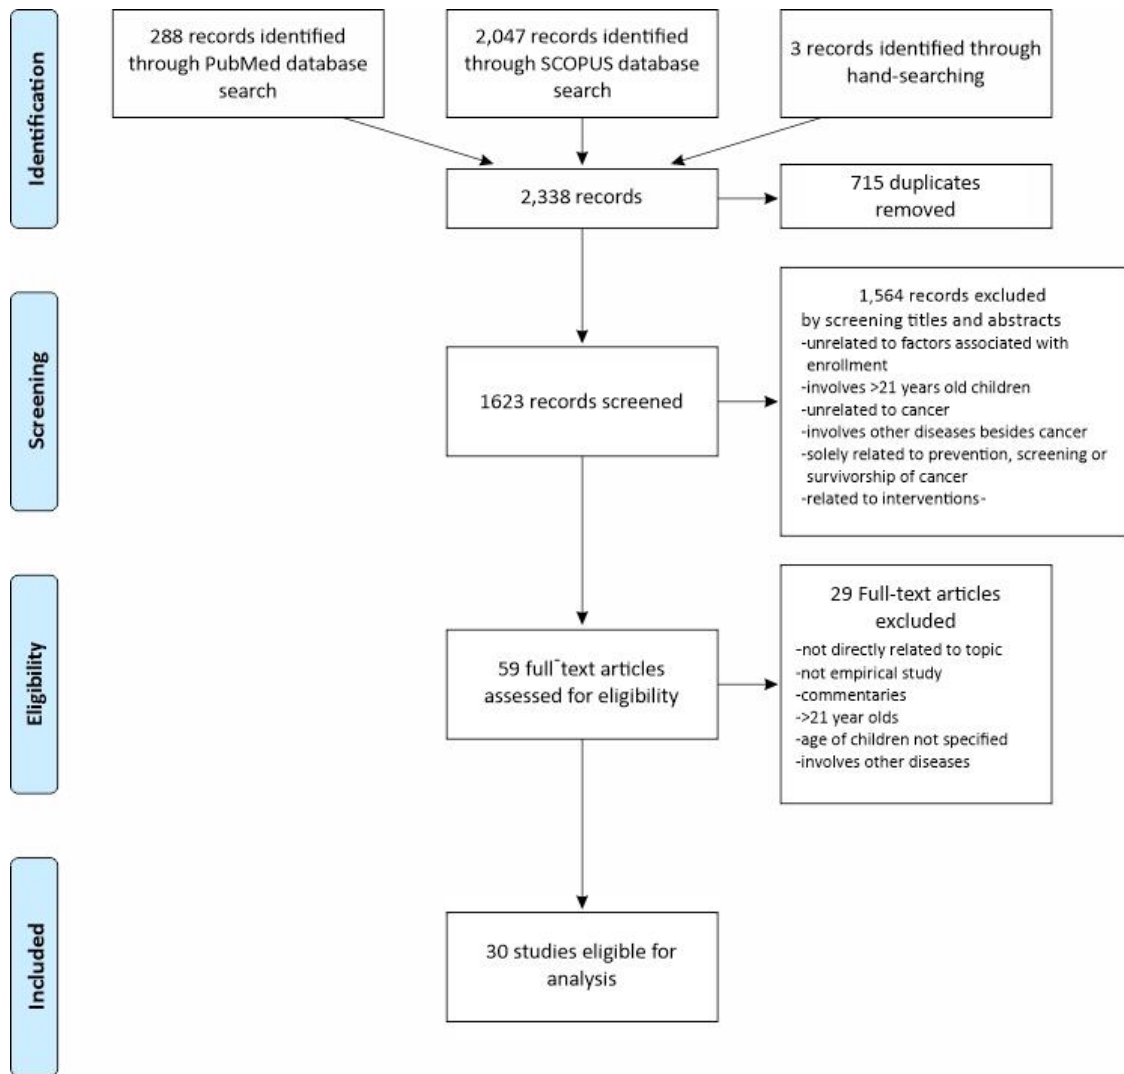 Identification
288 records identified
through PubMed database
search
2,047 records identified
through SCOPUS database
search
3 records identified through
hand-searching
2,338 records
715 duplicates
removed
Screening
1623 records screened
1,564 records excluded
by screening titles and abstracts
-unrelated to factors associated with
enrollment
-involves >21 years old children
-unrelated to cancer
-involves other diseases besides cancer
-solely related to prevention, screening or
survivorship of cancer
-related to interventions-
Eligibility
59 full¯text articles
assessed for eligibility
29 Full-text articles
excluded
-not directly related to topic
-not empirical study
-commentaries
->21 year olds
-age of children not specified
-involves other diseases
Included
30 studies eligible for
analysis